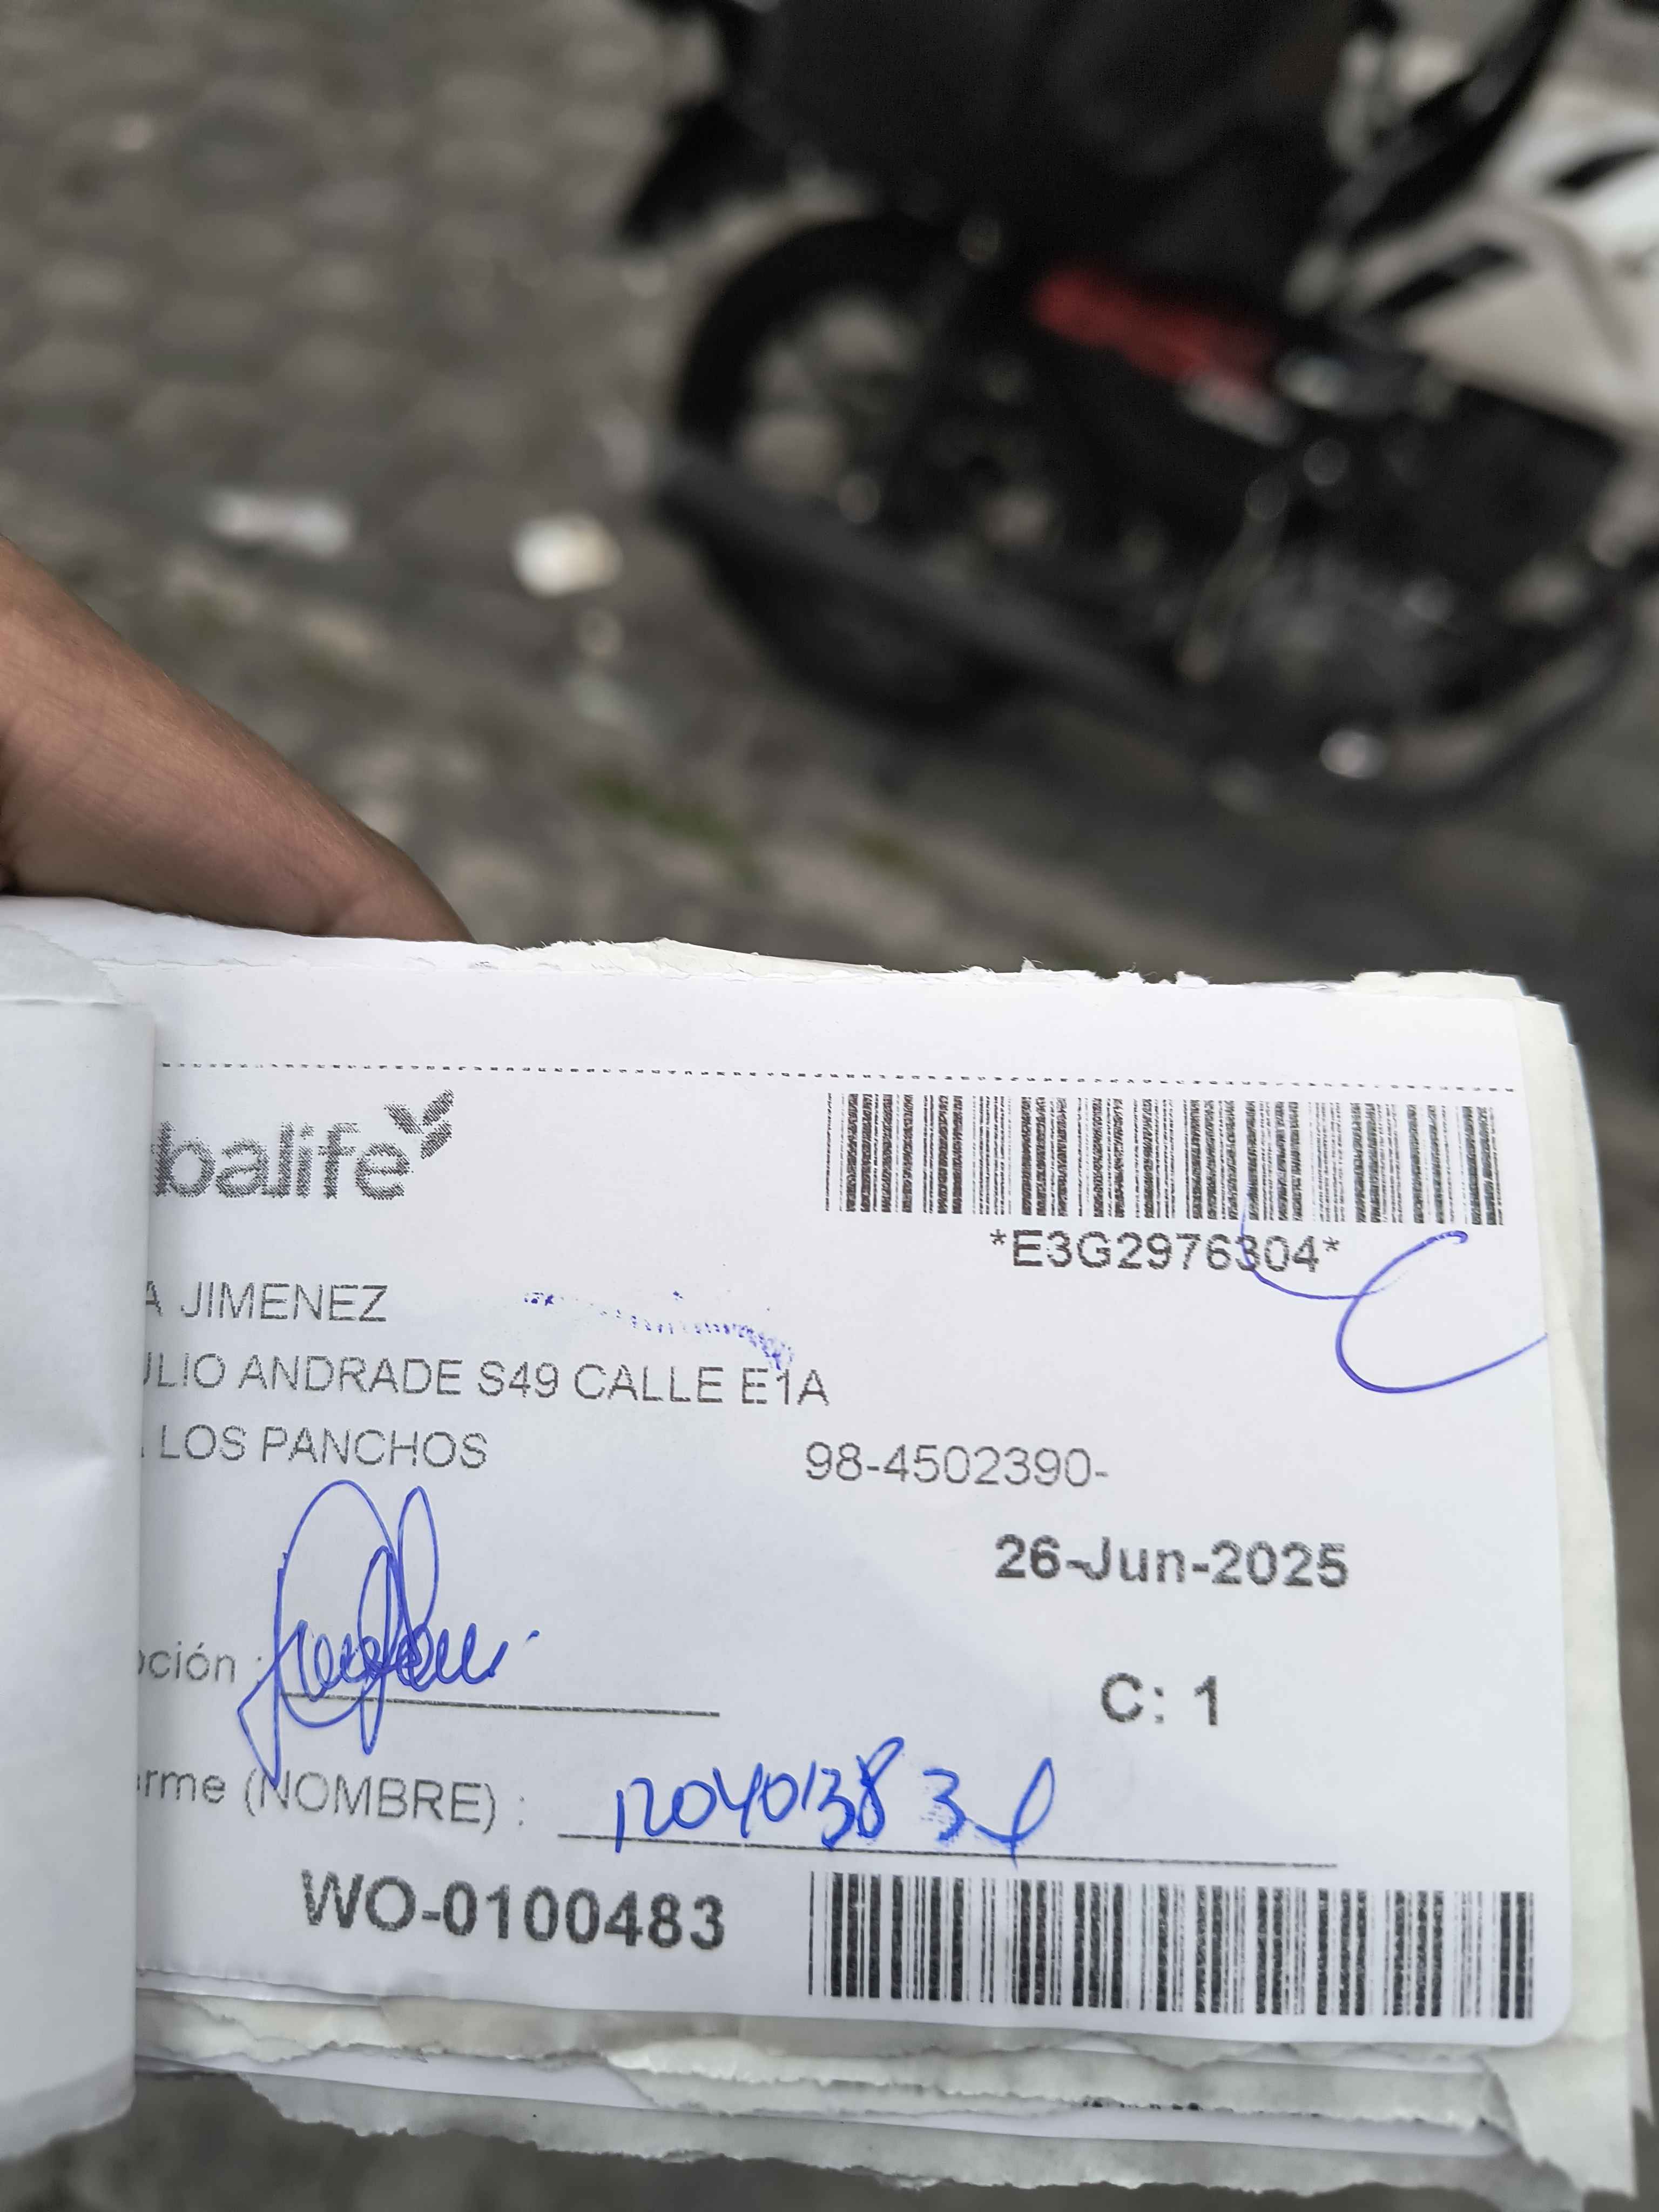 balife
*E3G2976304*
A JIMENEZ
ULIO ANDRADE S49 CALLE E1A
LOS PANCHOS 98-4502390-
26-Jun-2025
pción :
C: 1
rme (NOMBRE) :
WO-0100483